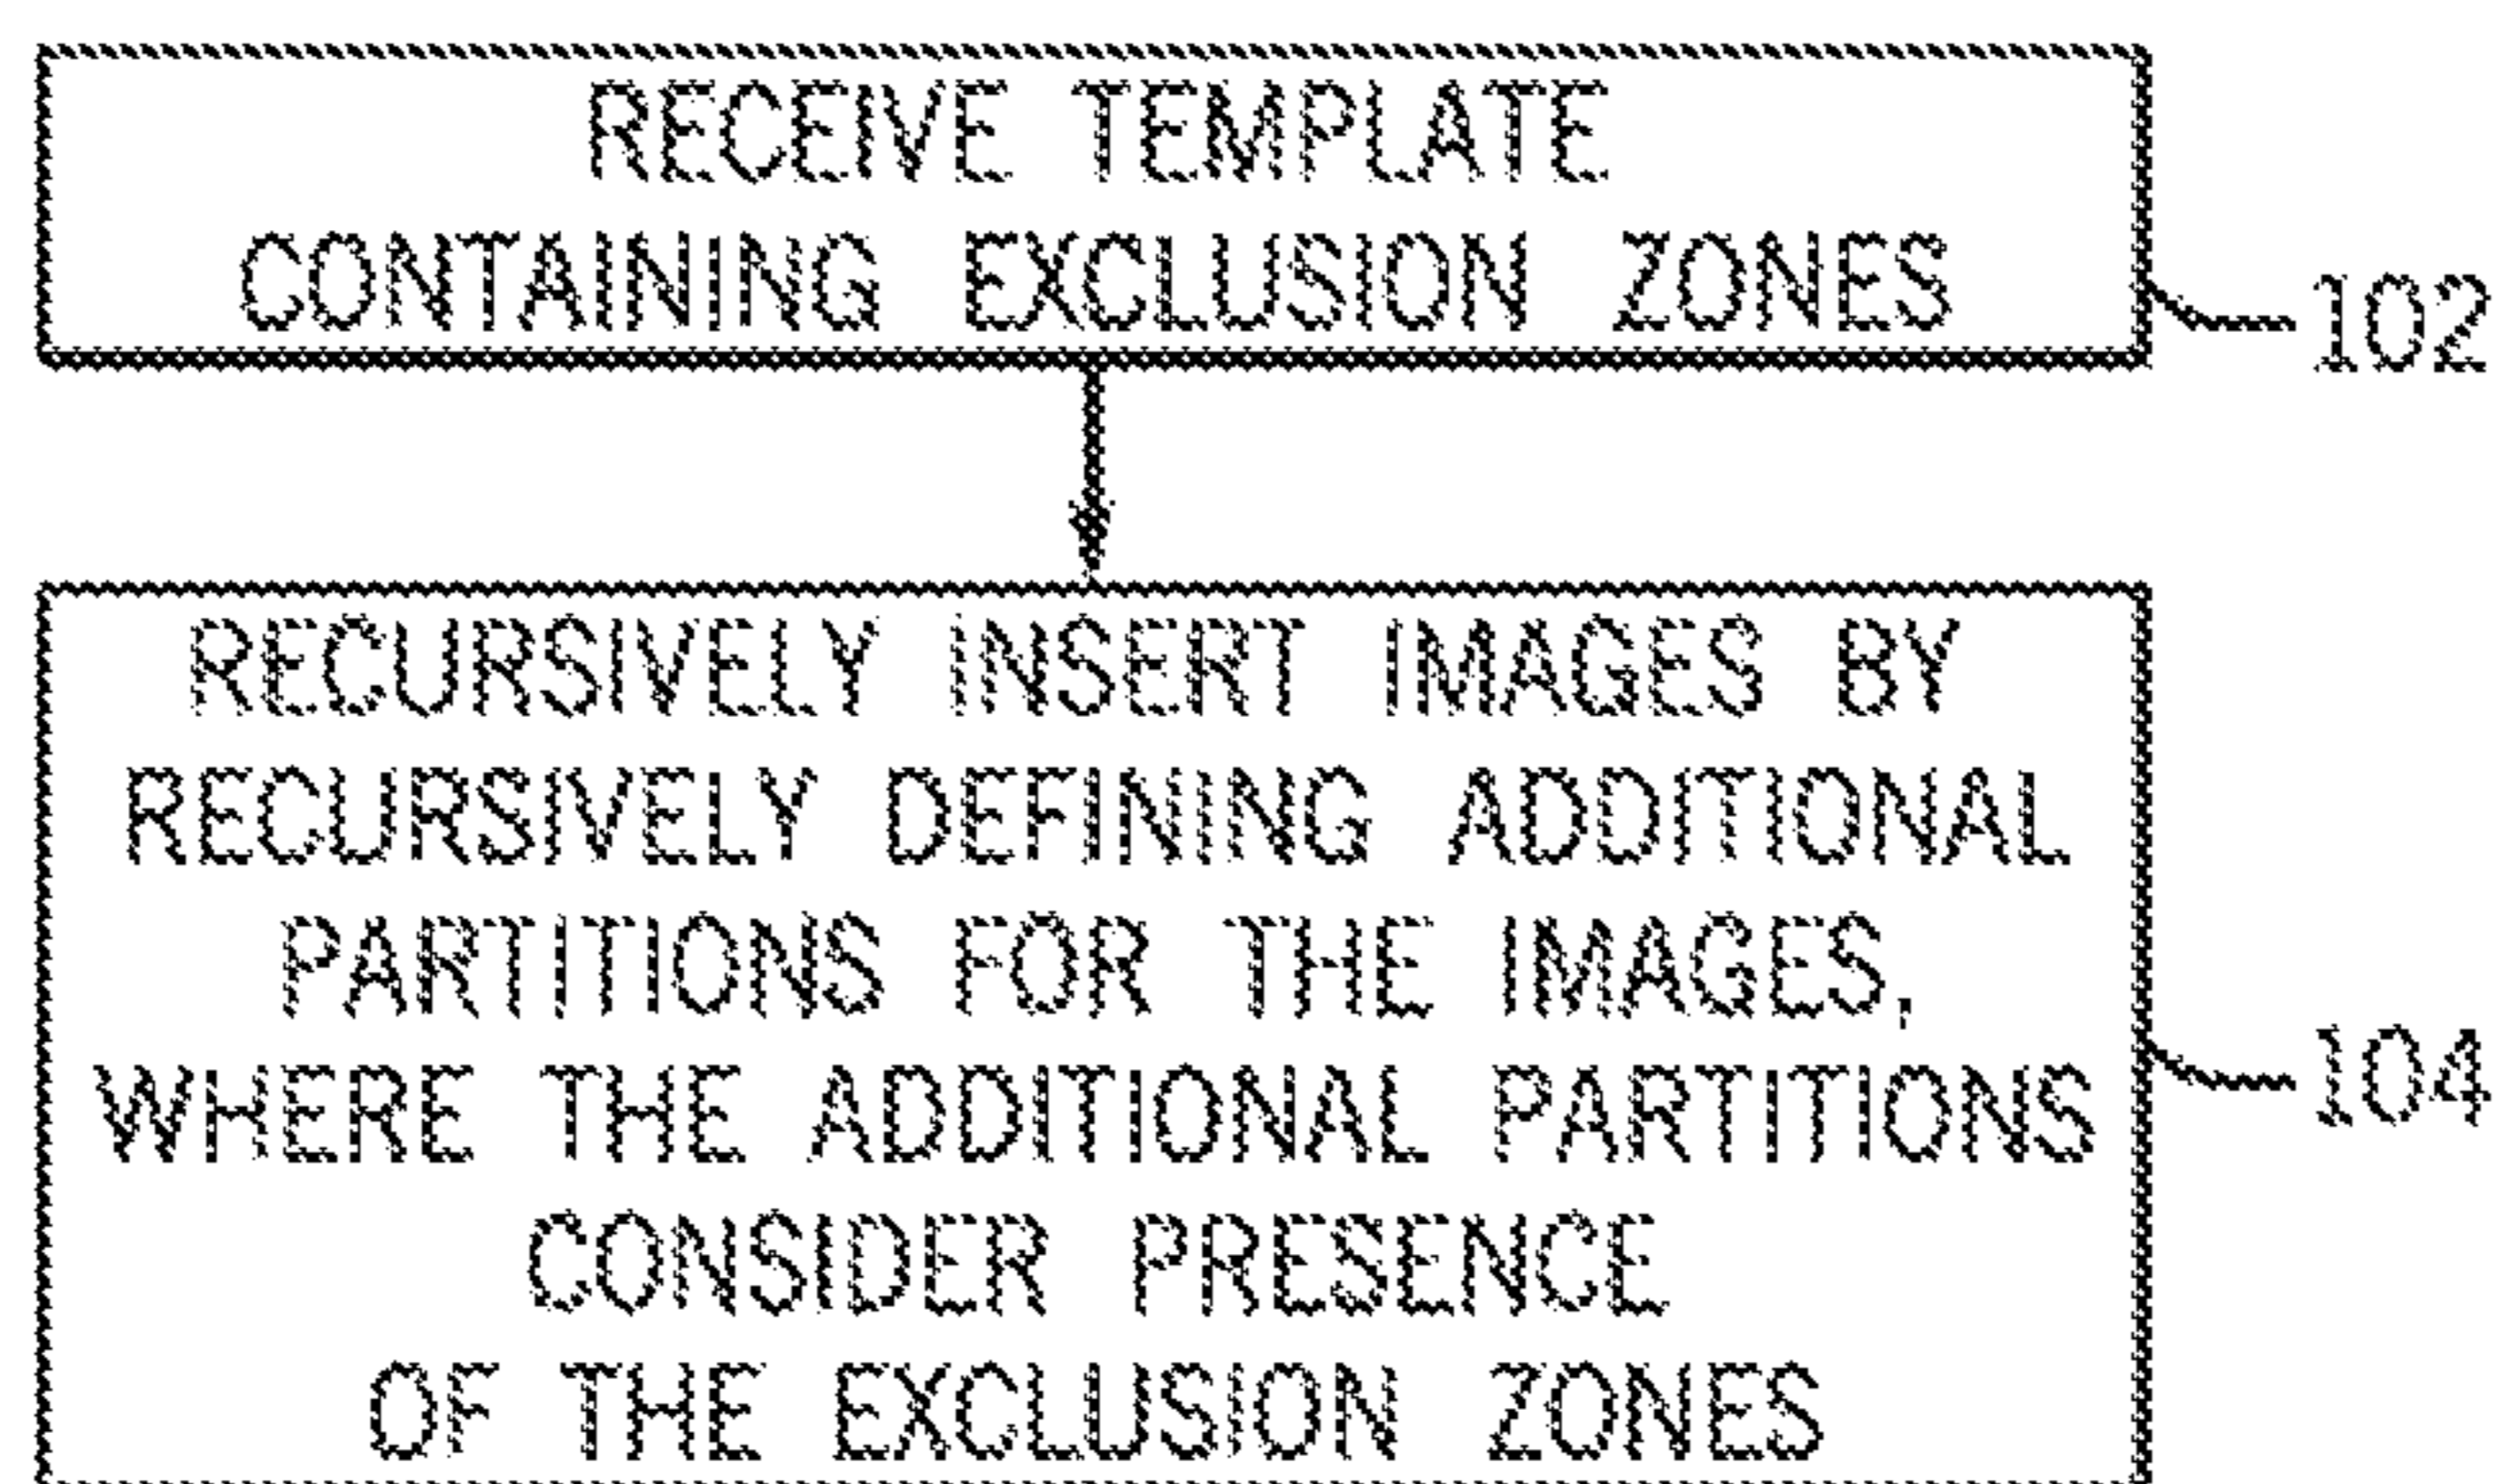 RECEIVE TEMPLATE
CONTAINING EXCLUSION ZONES
102
RECURSIVELY INSERT IMAGES BY
RECURSIVELY DEFINING ADDITIONAL
PARTITIONS FOR THE IMAGES,
WHERE THE ADDITIONAL PARTITIONS
CONSIDER PRESENCE
OF THE EXCLUSION ZONES
104